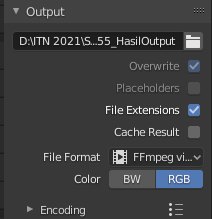 Output
D:\ITN 2021\S...55_HasilOutput
Overwrite
Placeholders
File Extensions
Cache Result
File Format FFmpeg vi...
Color BW RGB
Encoding